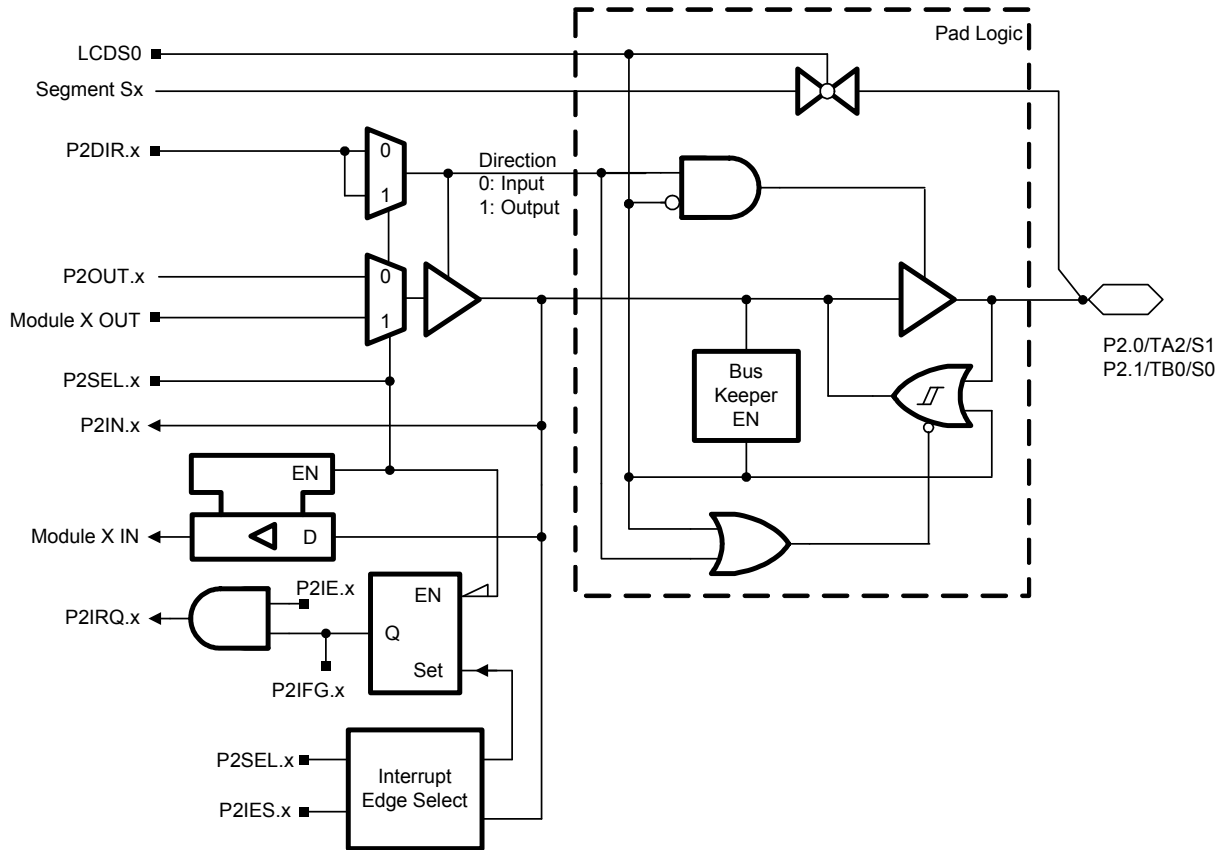 Pad Logic
LCDS0
Segment Sx
P2DIR.x
0
1
Direction
0: Input
1: Output
P2OUT.x
0
Module X OUT
1
P2SEL.x
P2.0/TA2/S1
P2.1/TB0/S0
Bus
Keeper
EN
P2IN.x
EN
Module X IN
D
P2IE.x
EN
P2IRQ.x
Q
Set
P2IFG.x
P2SEL.x
Interrupt
Edge Select
P2IES.x